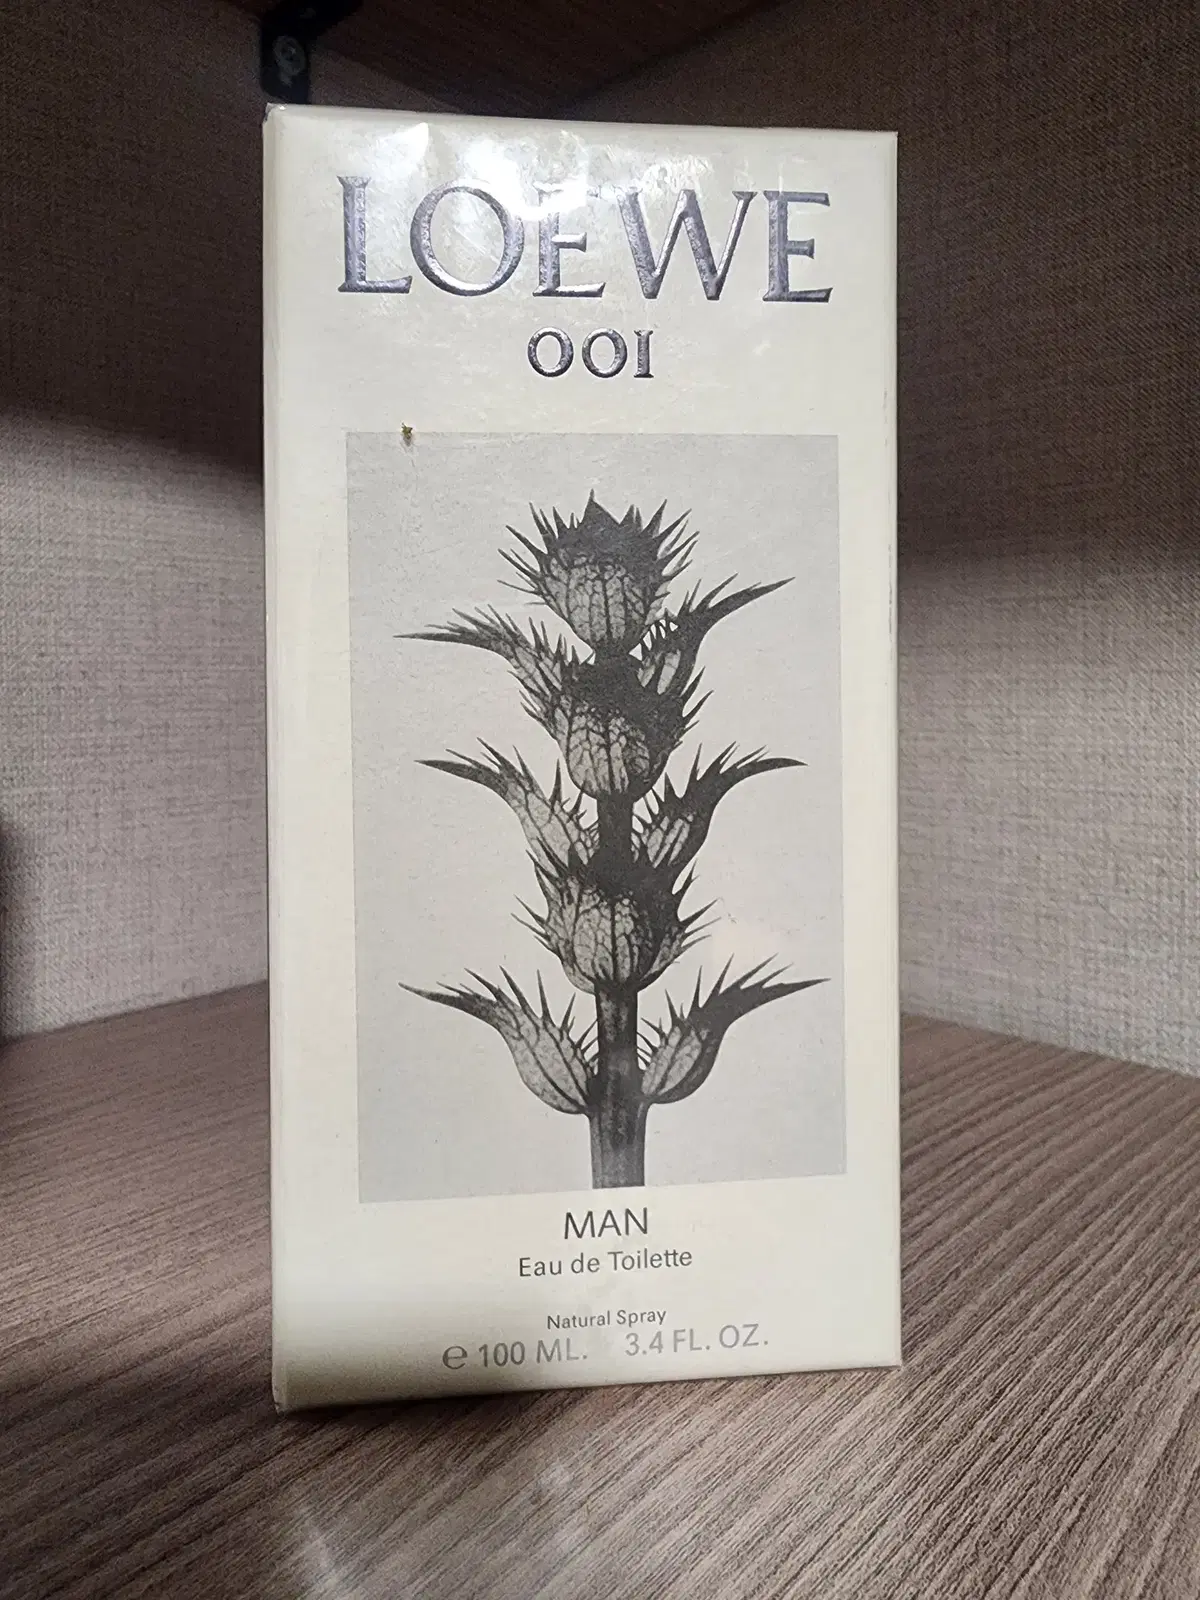 LOEWE
001
MAN
Eau de Toilette
Natural Spray
℮ 100 ML. 3.4 FL. OZ.